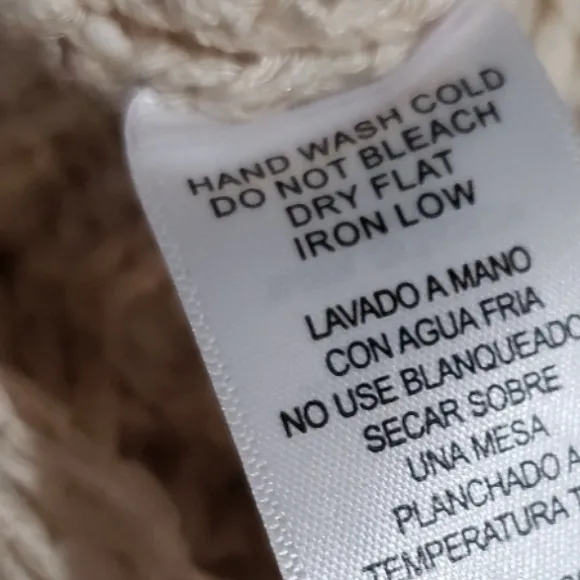 HAND WASH COLD
DO NOT BLEACH
DRY FLAT
IRON LOW
LAVADO A MANO
CON AGUA FRIA
NO USE BLANQUEADO
SECAR SOBRE
UNA MESA
PLANCHADO A
TEMPERATURA